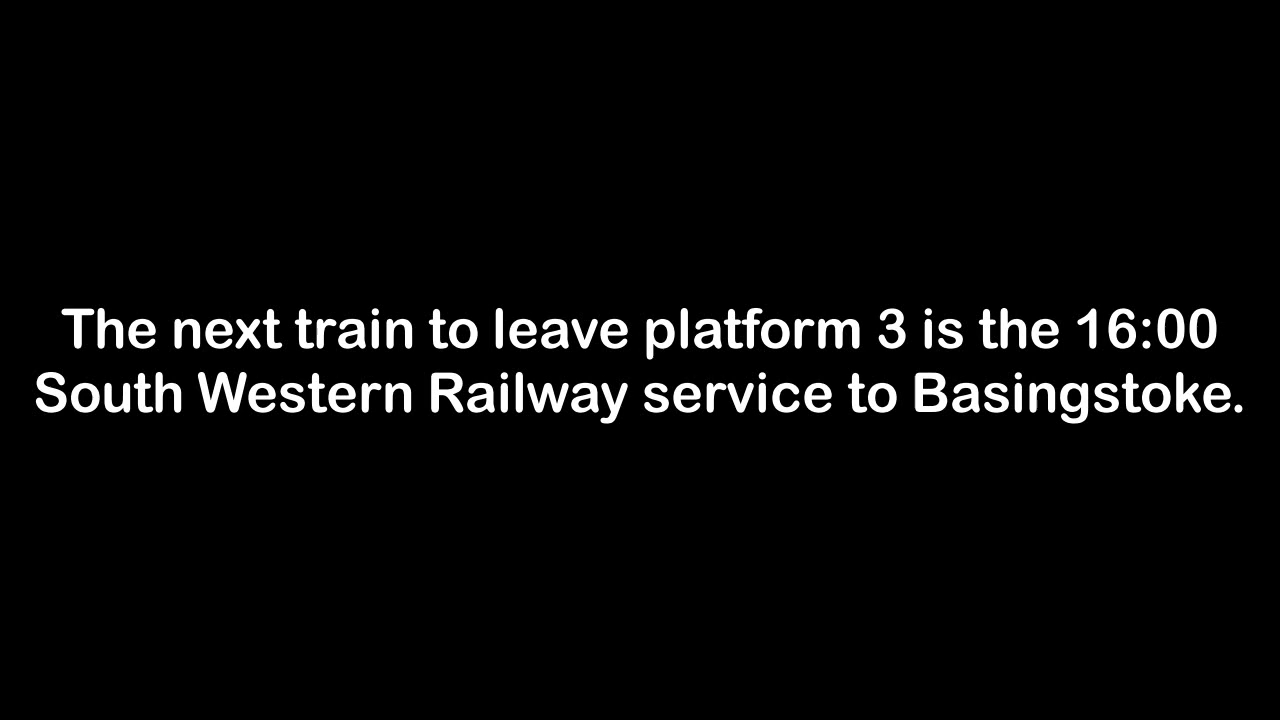 The next train to leave platform 3 is the 16:00
South Western Railway service to Basingstoke.